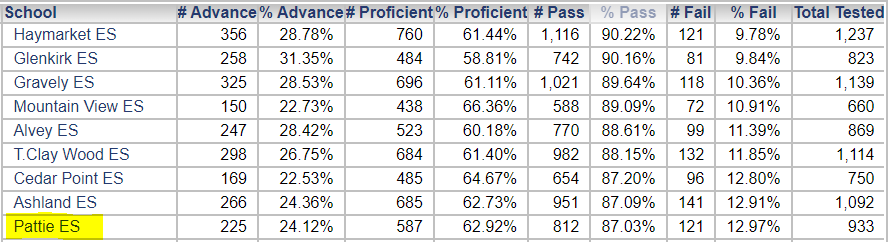 School # Advance % Advance # Proficient % Proficient # Pass % Pass # Fail % Fail Total Tested
Haymarket ES 356 28.78% 760 61.44% 1,116 90.22% 121 9.78% 1,237
Glenkirk ES 258 31.35% 484 58.81% 742 90.16% 81 9.84% 823
Gravely ES 325 28.53% 696 61.11% 1,021 89.64% 118 10.36% 1,139
Mountain View ES 150 22.73% 438 66.36% 588 89.09% 72 10.91% 660
Alvey ES 247 28.42% 523 60.18% 770 88.61% 99 11.39% 869
T.Clay Wood ES 298 26.75% 684 61.40% 982 88.15% 132 11.85% 1,114
Cedar Point ES 169 22.53% 485 64.67% 654 87.20% 96 12.80% 750
Ashland ES 266 24.36% 685 62.73% 951 87.09% 141 12.91% 1,092
Pattie ES 225 24.12% 587 62.92% 812 87.03% 121 12.97% 933